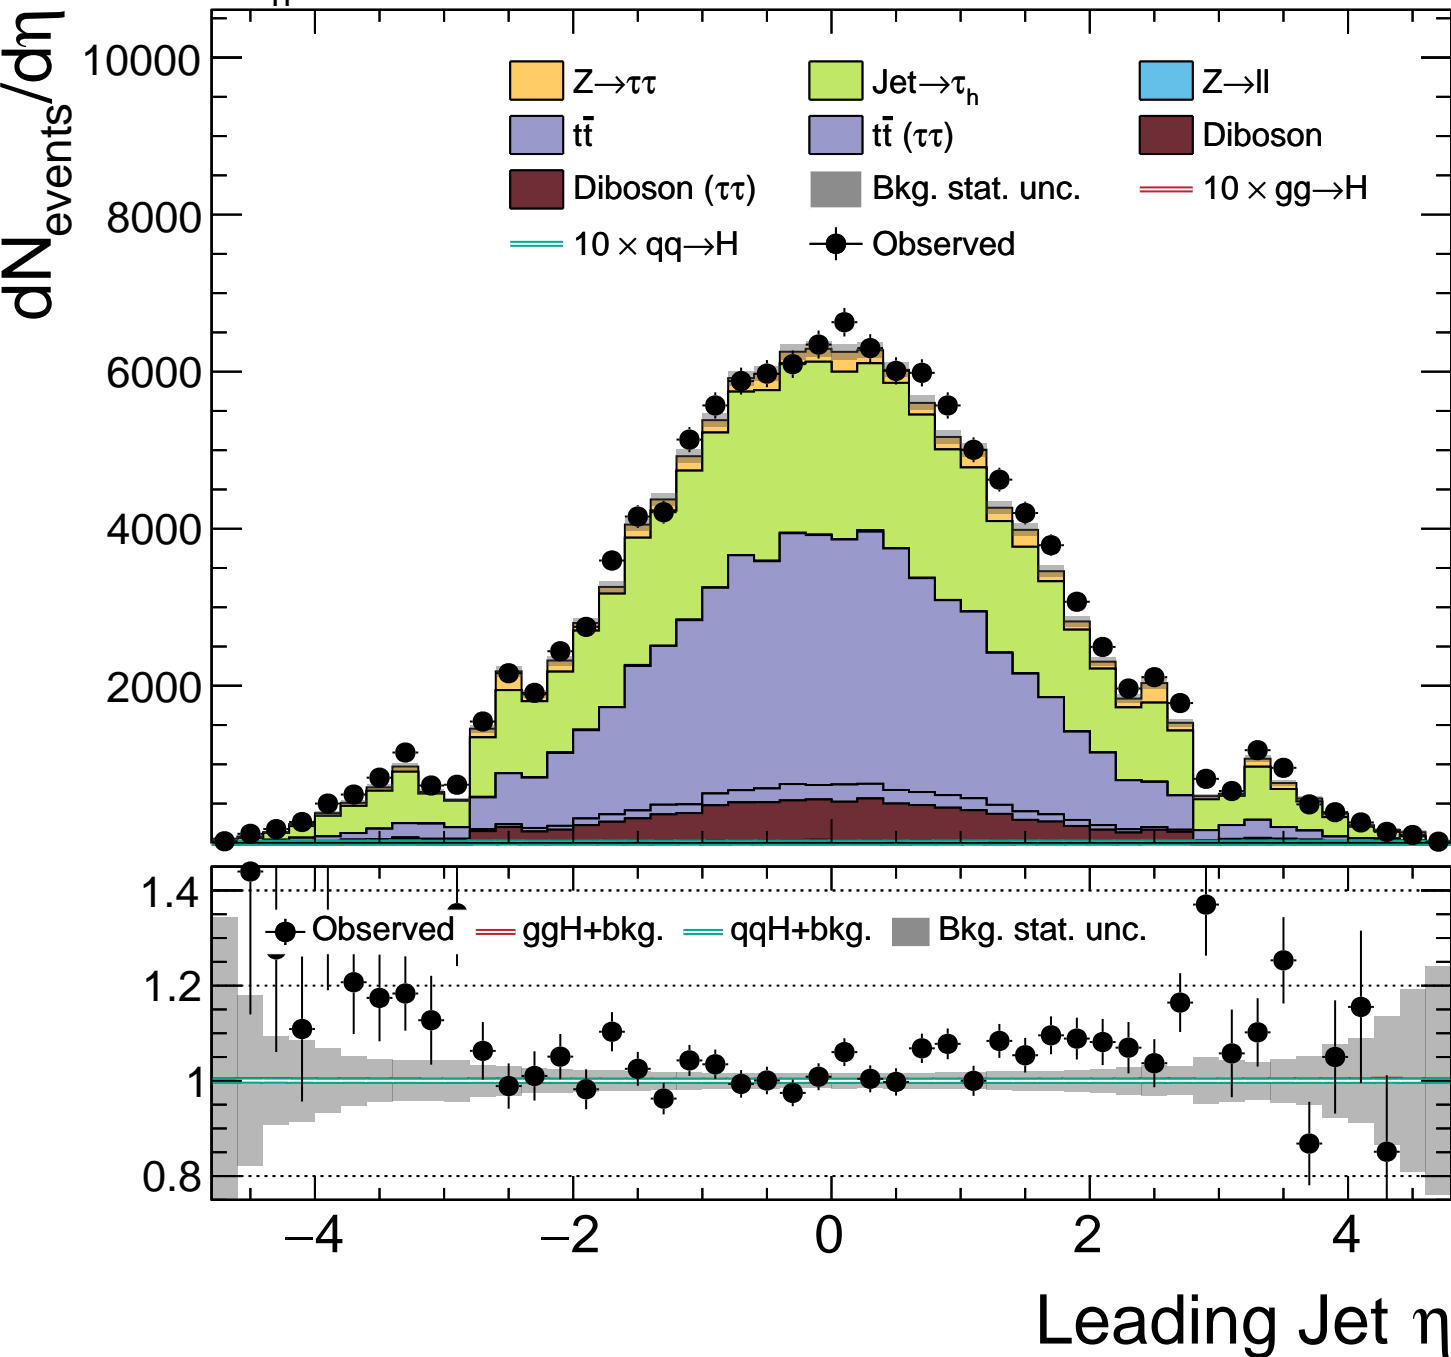 dN_events/dη
10000
8000
6000
4000
2000
Z→ττ Jet→τ_h Z→ll
tt̄ tt̄ (ττ) Diboson
Diboson (ττ) Bkg. stat. unc. 10 × gg→H
10 × qq→H Observed
1.4
1.2
1
0.8
Observed ggH+bkg. qqH+bkg. Bkg. stat. unc.
−4 −2 0 2 4
Leading Jet η